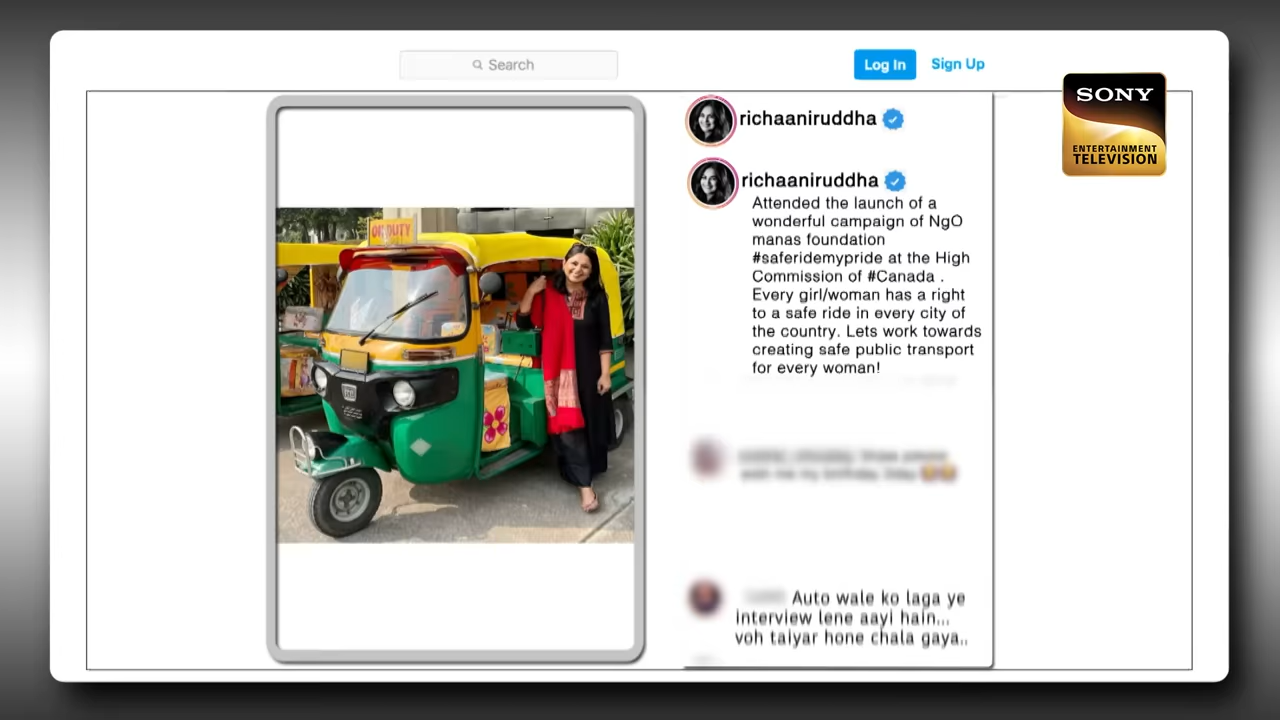 Search
Log In
Sign Up
SONY
ENTERTAINMENT
TELEVISION
richaaniruddha
richaaniruddha
Attended the launch of a
wonderful campaign of NgO
manas foundation
#saferidemypride at the High
Commission of #Canada .
Every girl/woman has a right
to a safe ride in every city of
the country. Lets work towards
creating safe public transport
for every woman!
ON DUTY
Auto wale ko laga ye
interview lene aayi hain...
voh taiyar hone chala gaya..